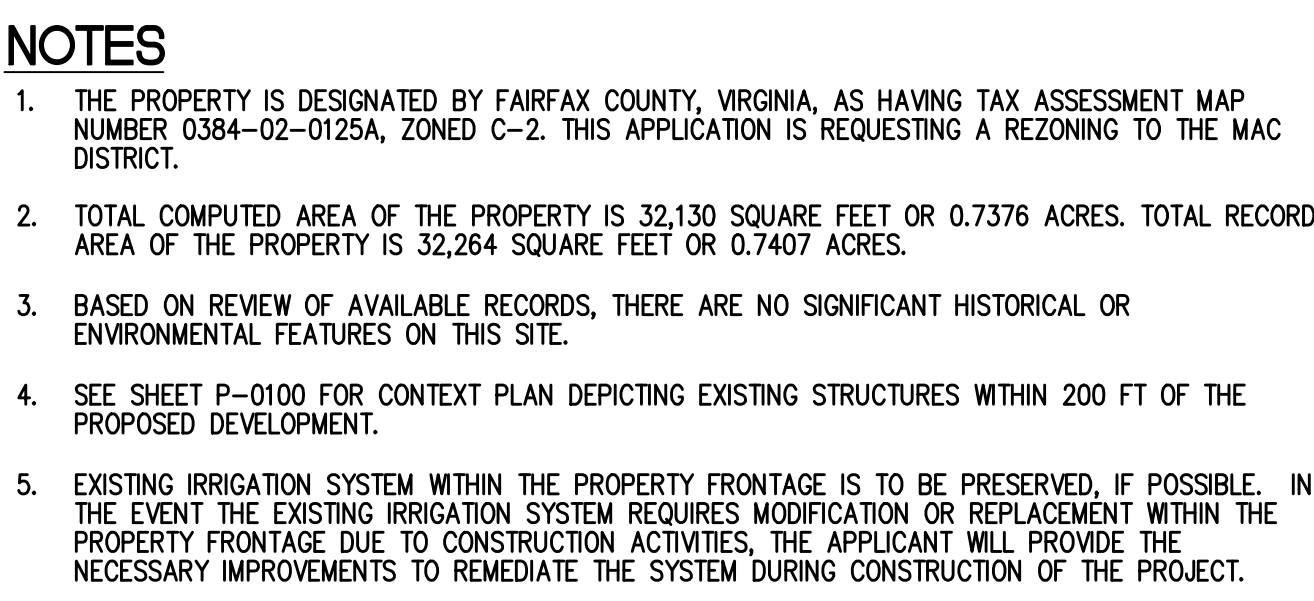 NOTES
1. THE PROPERTY IS DESIGNATED BY FAIRFAX COUNTY, VIRGINIA, AS HAVING TAX ASSESSMENT MAP
NUMBER 0384-02-0125A, ZONED C-2. THIS APPLICATION IS REQUESTING A REZONING TO THE MAC
DISTRICT.
2. TOTAL COMPUTED AREA OF THE PROPERTY IS 32,130 SQUARE FEET OR 0.7376 ACRES. TOTAL RECORD
AREA OF THE PROPERTY IS 32,264 SQUARE FEET OR 0.7407 ACRES.
3. BASED ON REVIEW OF AVAILABLE RECORDS, THERE ARE NO SIGNIFICANT HISTORICAL OR
ENVIRONMENTAL FEATURES ON THIS SITE.
4. SEE SHEET P-0100 FOR CONTEXT PLAN DEPICTING EXISTING STRUCTURES WITHIN 200 FT OF THE
PROPOSED DEVELOPMENT.
5. EXISTING IRRIGATION SYSTEM WITHIN THE PROPERTY FRONTAGE IS TO BE PRESERVED, IF POSSIBLE. IN
THE EVENT THE EXISTING IRRIGATION SYSTEM REQUIRES MODIFICATION OR REPLACEMENT WITHIN THE
PROPERTY FRONTAGE DUE TO CONSTRUCTION ACTIVITIES, THE APPLICANT WILL PROVIDE THE
NECESSARY IMPROVEMENTS TO REMEDIATE THE SYSTEM DURING CONSTRUCTION OF THE PROJECT.